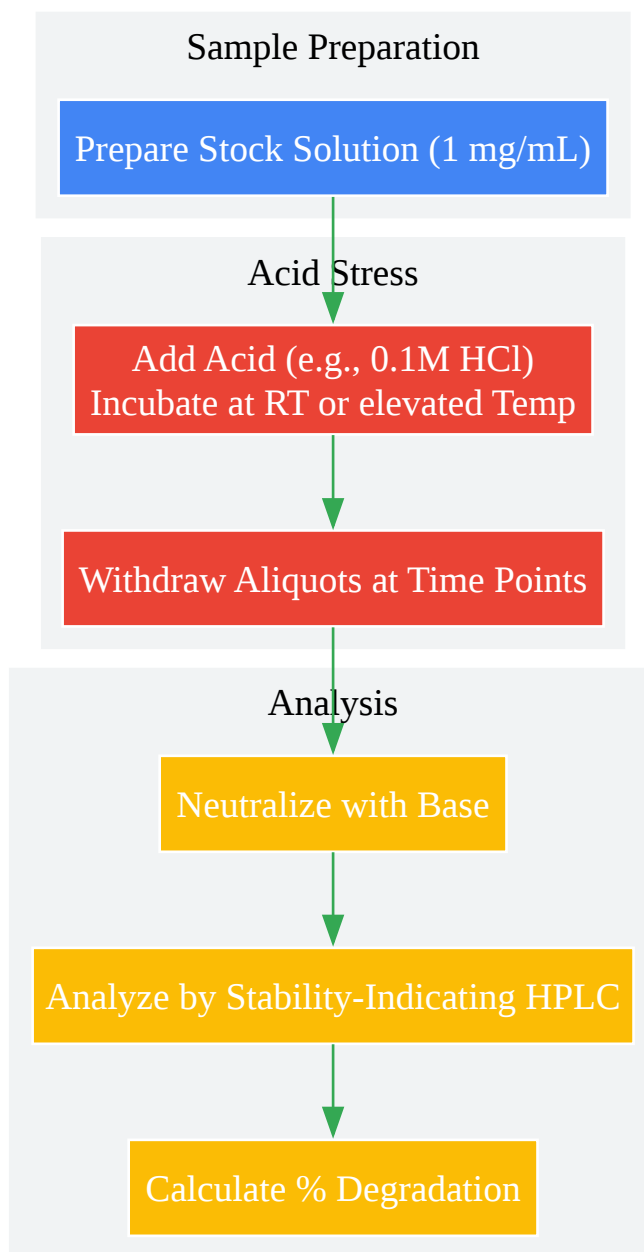 Sample Preparation
Prepare Stock Solution (1 mg/mL)
Acid Stress
Add Acid (e.g., 0.1M HCl)
Incubate at RT or elevated Temp
Withdraw Aliquots at Time Points
Analysis
Neutralize with Base
Analyze by Stability-Indicating HPLC
Calculate % Degradation